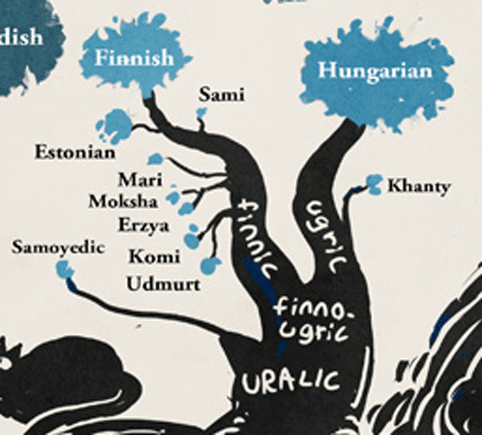 dish
Finnish
Hungarian
Sami
Estonian
Mari
Khanty
Moksha
Erzya
Samoyedic
Komi
Udmurt
finnic
ugric
finno-
ugric
URALIC